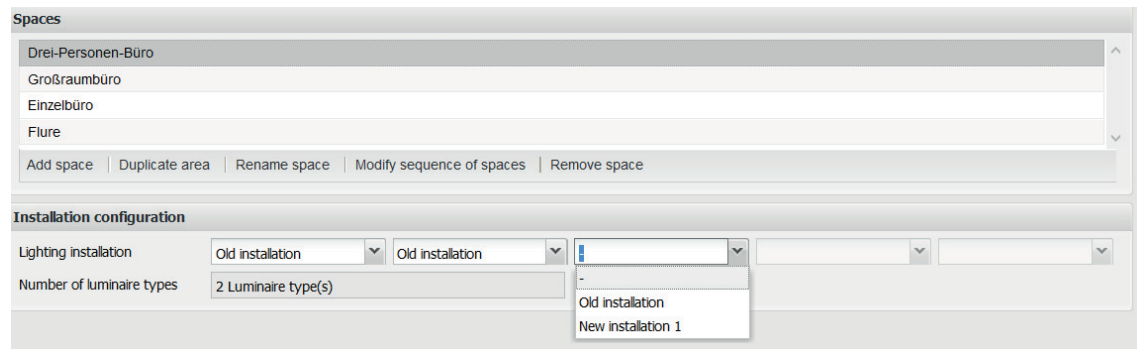 Spaces
Drei-Personen-Büro
Großraumbüro
Einzelbüro
Flure
Add space | Duplicate area | Rename space | Modify sequence of spaces | Remove space
Installation configuration
Lighting installation Old installation Old installation -
Number of luminaire types 2 Luminaire type(s) -
Old installation
New installation 1